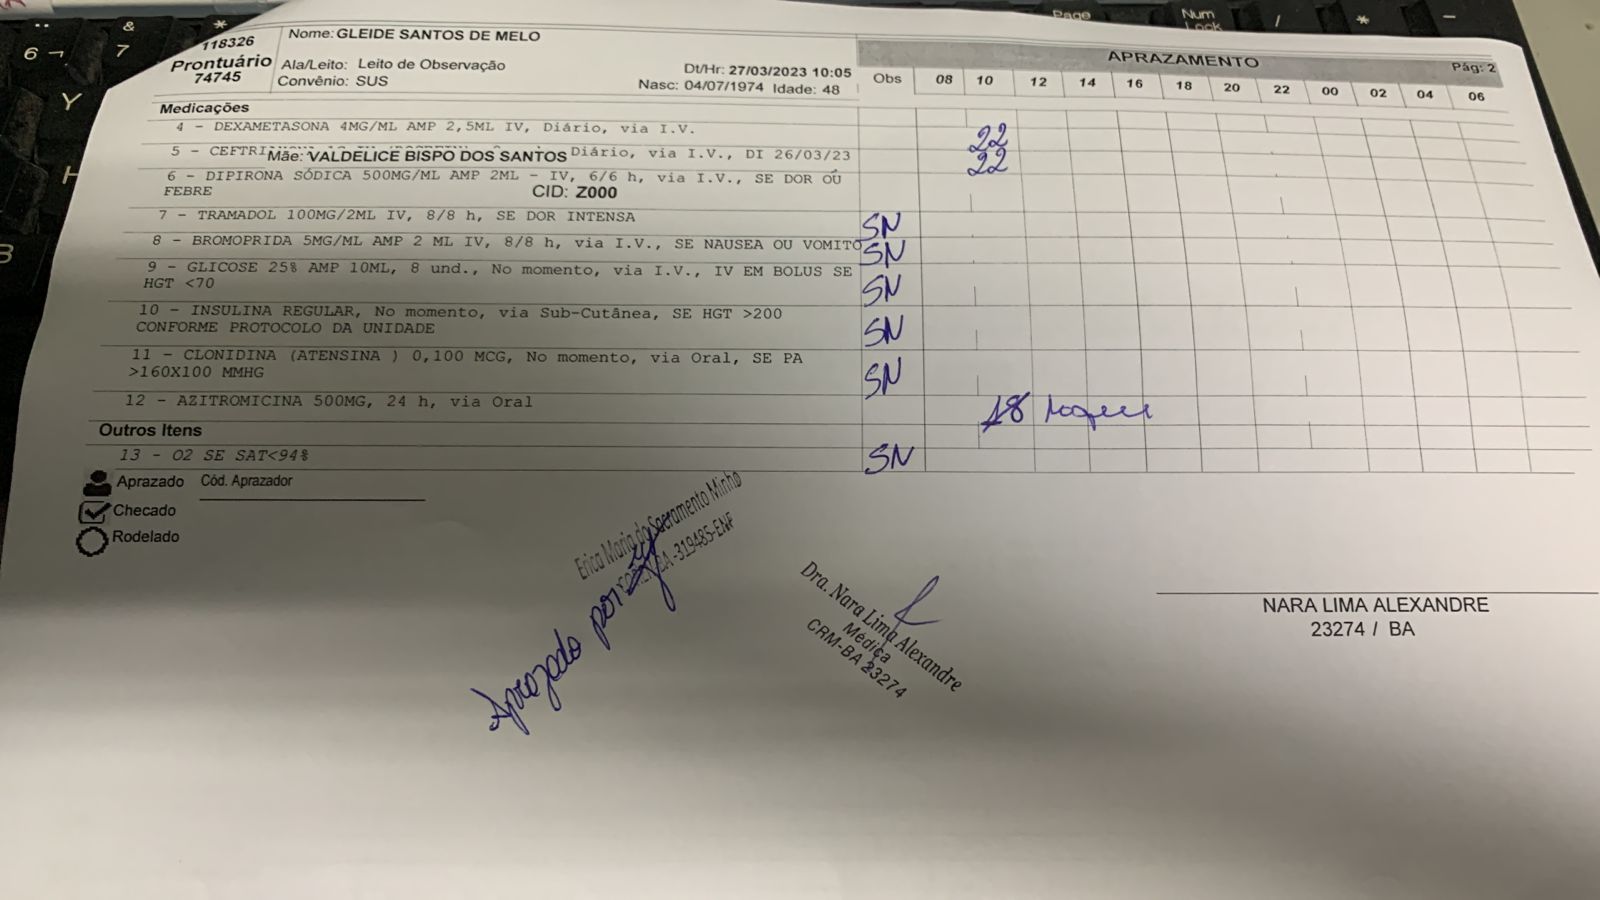 118326
Prontuário
74745
Nome: GLEIDE SANTOS DE MELO
Ala/Leito: Leito de Observação
Convênio: SUS
Dt/Hr: 27/03/2023 10:05
Nasc: 04/07/1974 Idade: 48
APRAZAMENTO
Pág: 2
Obs 08 10 12 14 16 18 20 22 00 02 04 06
Medicações
4 - DEXAMETASONA 4MG/ML AMP 2,5ML IV, Diário, via I.V. 22
5 - Diário, via I.V., DI 26/03/23 22
Mãe: VALDELICE BISPO DOS SANTOS
6 - DIPIRONA SÓDICA 500MG/ML AMP 2ML - IV, 6/6 h, via I.V., SE DOR OU
FEBRE
CID: Z000
7 - TRAMADOL 100MG/2ML IV, 8/8 h, SE DOR INTENSA SN
8 - BROMOPRIDA 5MG/ML AMP 2 ML IV, 8/8 h, via I.V., SE NAUSEA OU VOMITO SN
9 - GLICOSE 25% AMP 10ML, 8 und., No momento, via I.V., IV EM BOLUS SE
HGT <70 SN
10 - INSULINA REGULAR, No momento, via Sub-Cutânea, SE HGT >200
CONFORME PROTOCOLO DA UNIDADE SN
11 - CLONIDINA (ATENSINA ) 0,100 MCG, No momento, via Oral, SE PA
>160X100 MMHG SN
12 - AZITROMICINA 500MG, 24 h, via Oral 18
Outros Itens
13 - O2 SE SAT<94% SN
Aprazado Cód. Aprazador
Checado
Rodelado
Erica Maria do Sacramento Minho
-319485-ENF
Aprazado por
Dra. Nara Lima Alexandre
Médica
CRM-BA 23274
NARA LIMA ALEXANDRE
23274 / BA
6 ¬
&
7
*
Y
H
B
Page
Num
Lock
/
*
-